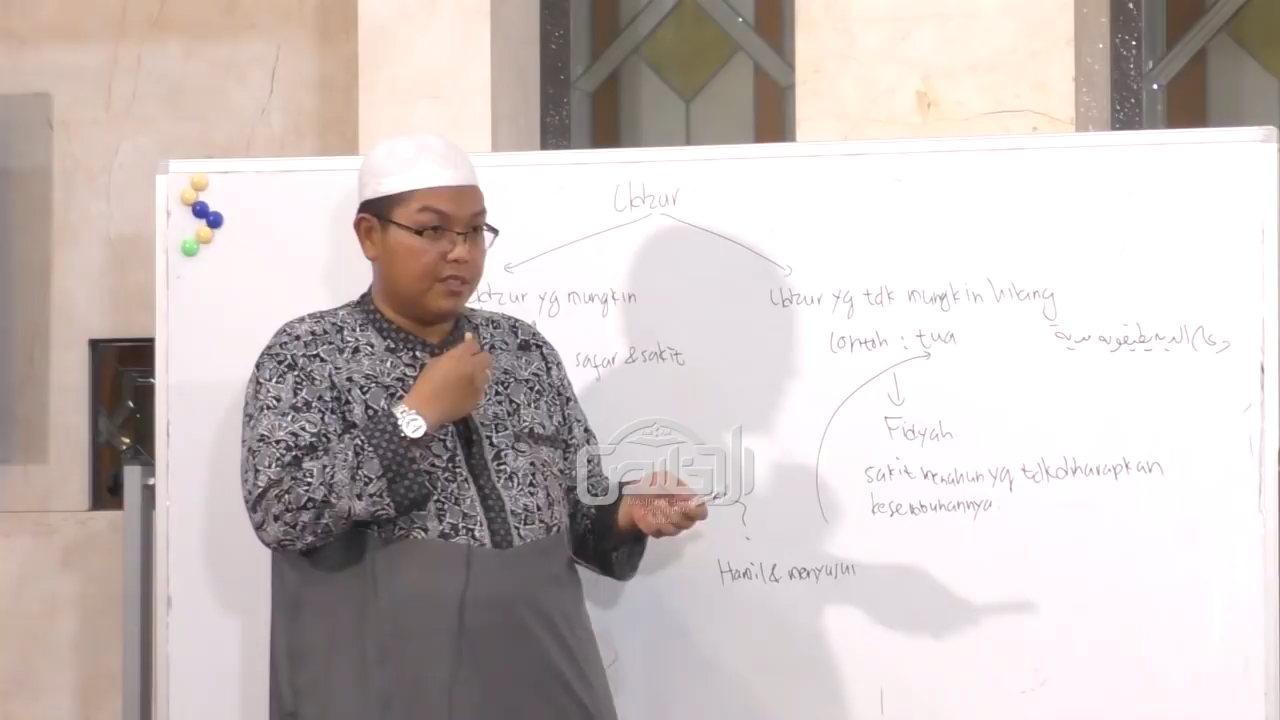 Udzur
Udzur yg mungkin
safar & sakit
Udzur yg tdk mungkin hilang
contoh : tua
Fidyah
sakit menahun yg tdk diharapkan
kesembuhannya.
?
Hamil & menyusui